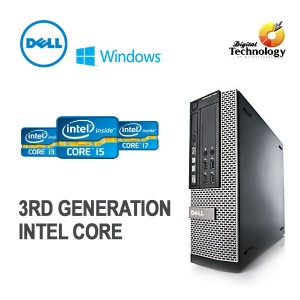 DELL
Windows
Digital
Technology
intel inside
CORE i3
intel inside
CORE i5
intel inside
CORE i7
3RD GENERATION
INTEL CORE
DELL